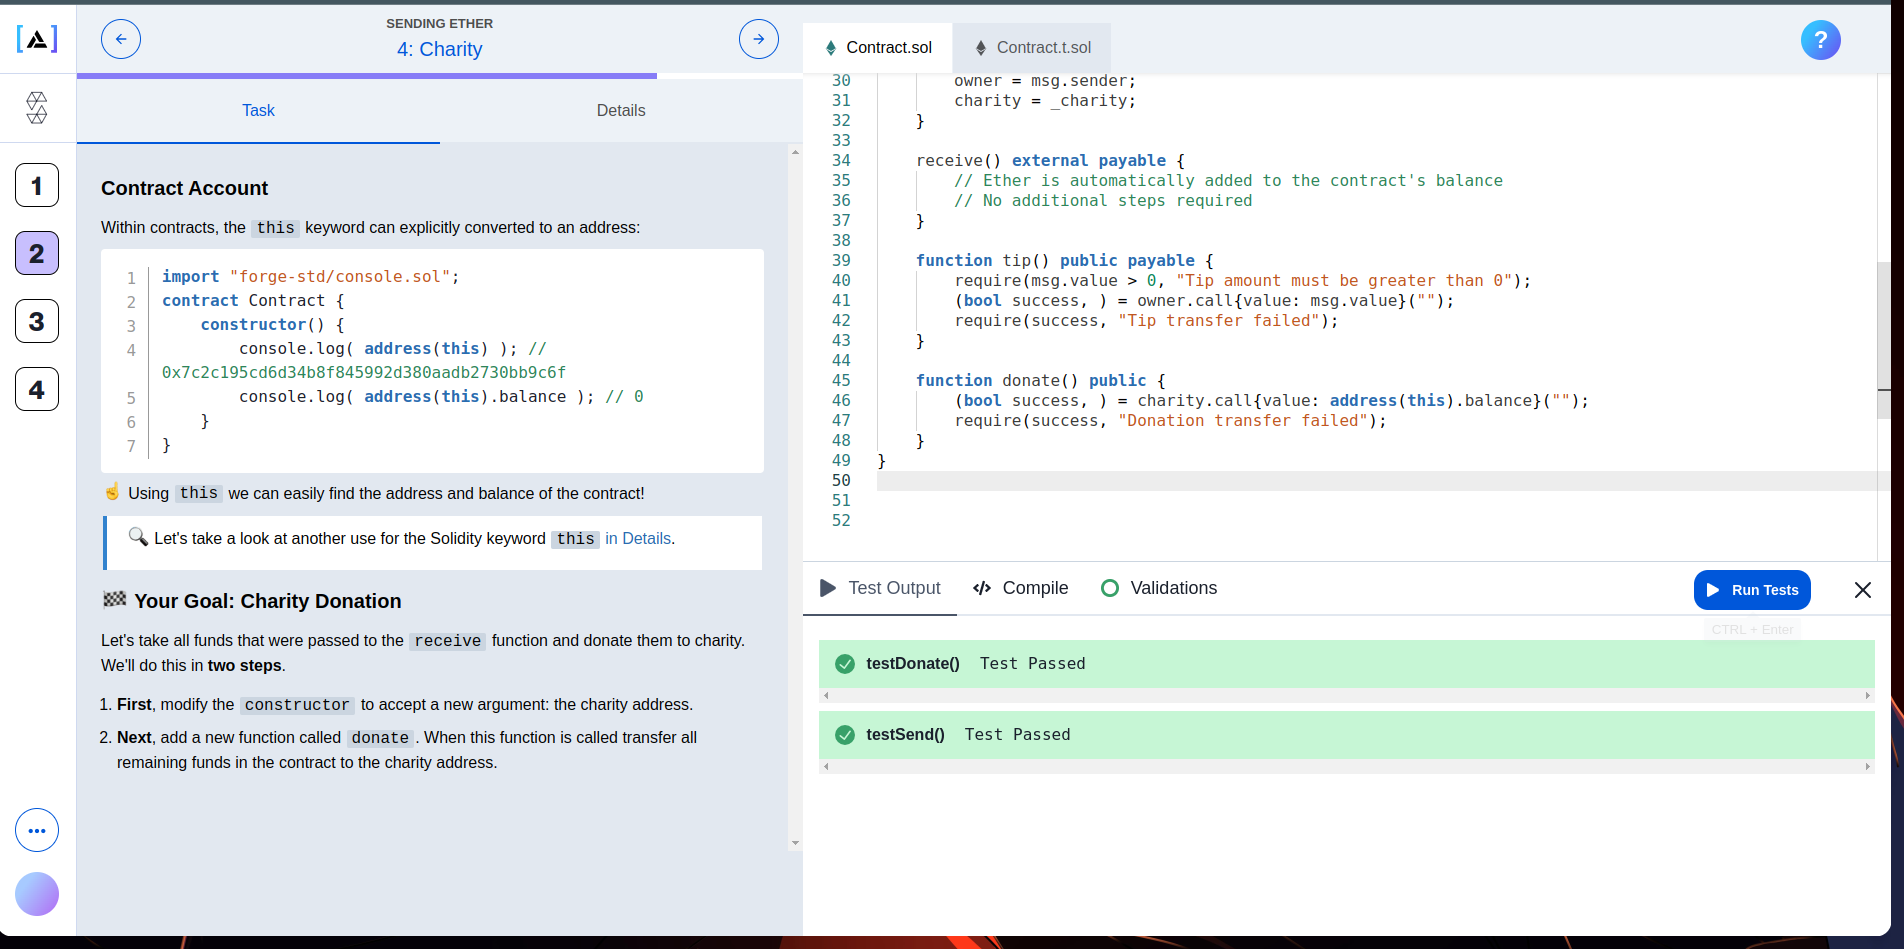 SENDING ETHER
4: Charity
1
2
3
4
Task
Details
Contract Account
Within contracts, the this keyword can explicitly converted to an address:
1 import "forge-std/console.sol";
2 contract Contract {
3 constructor() {
4 console.log( address(this) ); //
0x7c2c195cd6d34b8f845992d380aadb2730bb9c6f
5 console.log( address(this).balance ); // 0
6 }
7 }
☝ Using this we can easily find the address and balance of the contract!
🔍 Let's take a look at another use for the Solidity keyword this in Details.
🏁 Your Goal: Charity Donation
Let's take all funds that were passed to the receive function and donate them to charity.
We'll do this in two steps.
1. First, modify the constructor to accept a new argument: the charity address.
2. Next, add a new function called donate. When this function is called transfer all
remaining funds in the contract to the charity address.
Contract.sol
Contract.t.sol
?
30 owner = msg.sender;
31 charity = _charity;
32 }
33
34 receive() external payable {
35 // Ether is automatically added to the contract's balance
36 // No additional steps required
37 }
38
39 function tip() public payable {
40 require(msg.value > 0, "Tip amount must be greater than 0");
41 (bool success, ) = owner.call{value: msg.value}("");
42 require(success, "Tip transfer failed");
43 }
44
45 function donate() public {
46 (bool success, ) = charity.call{value: address(this).balance}("");
47 require(success, "Donation transfer failed");
48 }
49 }
50
51
52
Test Output
</> Compile
Validations
Run Tests
CTRL + Enter
testDonate() Test Passed
testSend() Test Passed